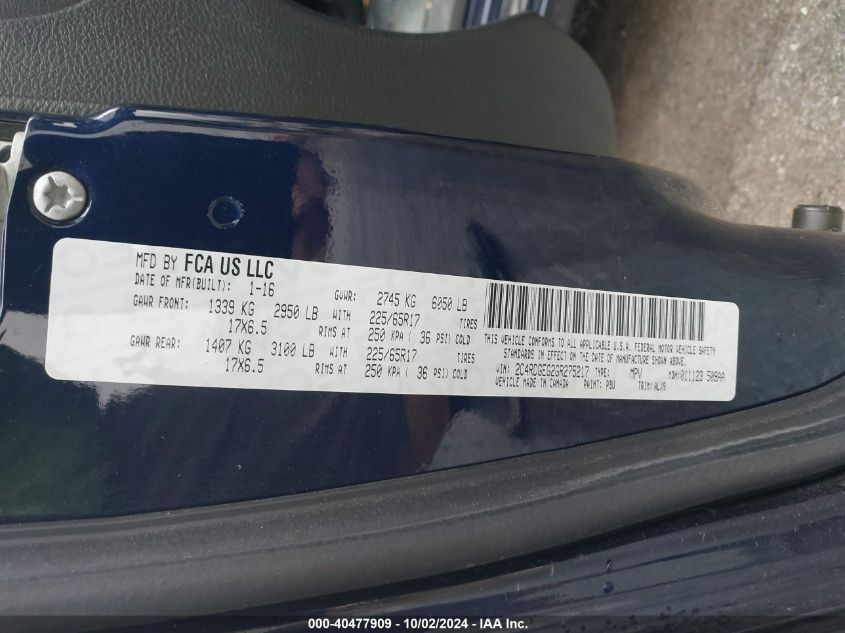 MFD BY FCA US LLC
DATE OF MFR(BUILT): 1-16 GVWR: 2745 KG 6050 LB
GAWR FRONT: 1339 KG 2950 LB WITH 225/65R17 TIRES
17X6.5 RIMS AT 250 KPA ( 36 PSI) COLD
GAWR REAR: 1407 KG 3100 LB WITH 225/65R17 TIRES
17X6.5 RIMS AT 250 KPA ( 36 PSI) COLD
THIS VEHICLE CONFORMS TO ALL APPLICABLE U.S.A. FEDERAL MOTOR VEHICLE SAFETY
STANDARDS IN EFFECT ON THE DATE OF MANUFACTURE SHOWN ABOVE.
VIN: 2C4RDGEG2GR275217 TYPE: MPV MDH: 011123 509AA
VEHICLE MADE IN CANADA PAINT: PBU TRIM: ALX9
000-40477909 - 10/02/2024 - IAA Inc.